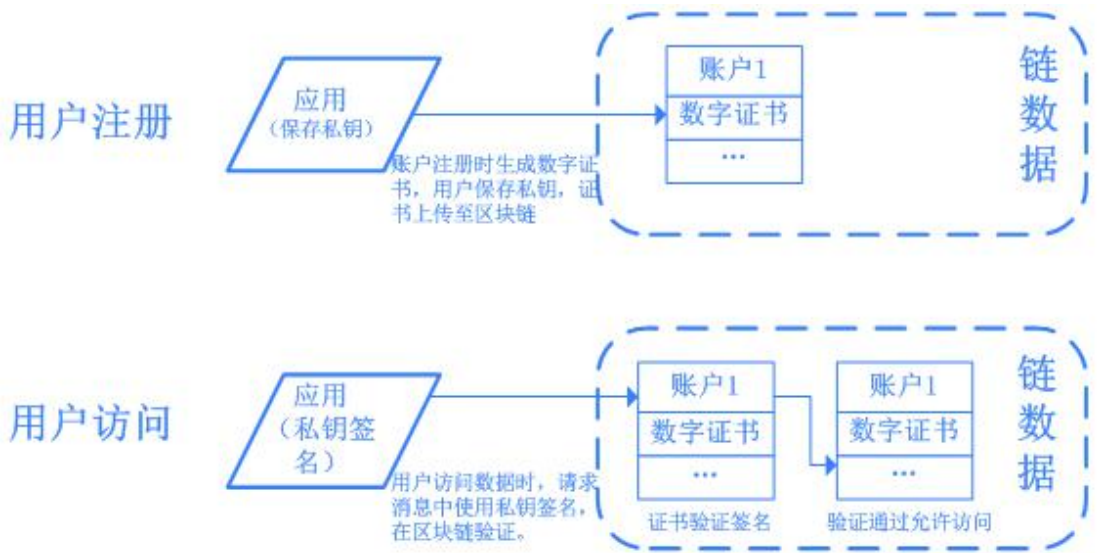 用户注册
应用
（保存私钥）
账户注册时生成数字证
书，用户保存私钥，证
书上传至区块链
账户1
数字证书
...
链数据
用户访问
应用
（私钥签
名）
用户访问数据时，请求
消息中使用私钥签名，
在区块链验证。
账户1
数字证书
...
证书验证签名
账户1
数字证书
...
验证通过允许访问
链数据